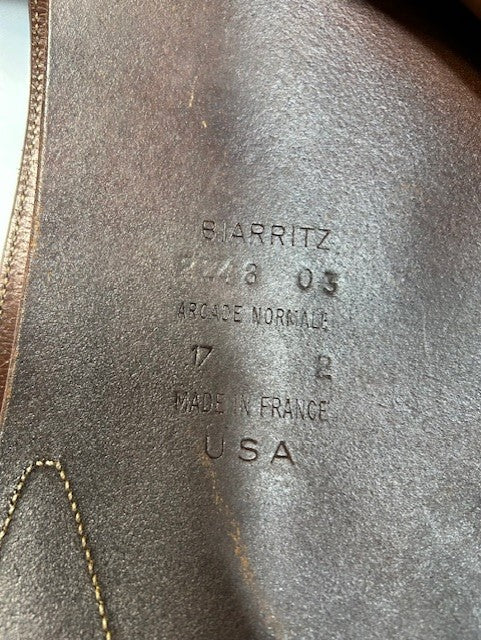 BIARRITZ
03
ARCADE NORMALE
17 2
MADE IN FRANCE
USA